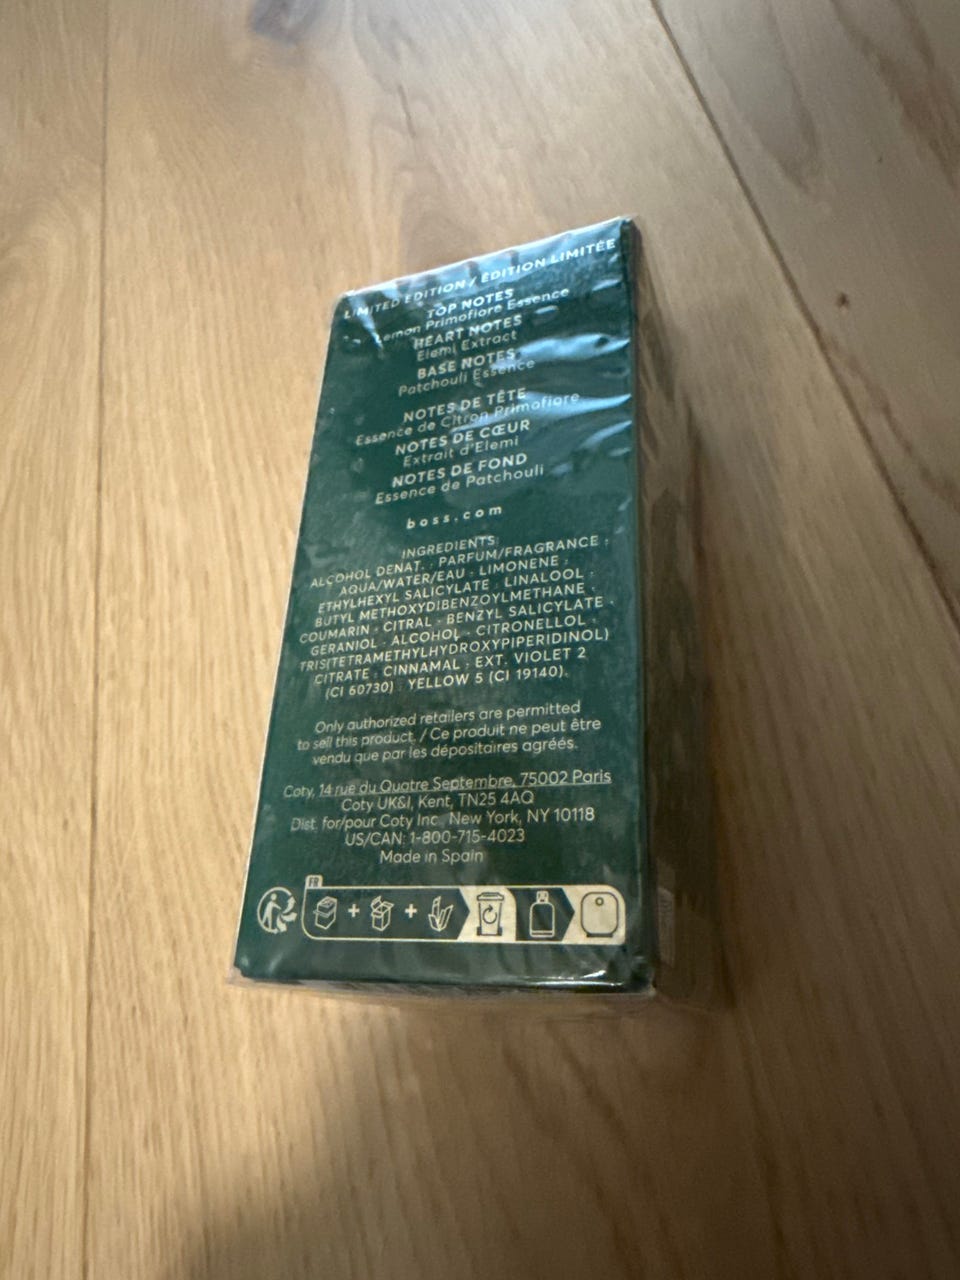 LIMITED EDITION / ÉDITION LIMITÉE
TOP NOTES
Lemon Primofiore Essence
HEART NOTES
Elemi Extract
BASE NOTES
Patchouli Essence
NOTES DE TÊTE
Essence de Citron Primofiore
NOTES DE CŒUR
Extrait d'Elemi
NOTES DE FOND
Essence de Patchouli
boss.com
INGREDIENTS:
ALCOHOL DENAT. · PARFUM/FRAGRANCE ·
AQUA/WATER/EAU · LIMONENE ·
ETHYLHEXYL SALICYLATE · LINALOOL ·
BUTYL METHOXYDIBENZOYLMETHANE ·
COUMARIN · CITRAL · BENZYL SALICYLATE ·
GERANIOL · ALCOHOL · CITRONELLOL ·
TRIS(TETRAMETHYLHYDROXYPIPERIDINOL)
CITRATE · CINNAMAL · EXT. VIOLET 2
(CI 60730) · YELLOW 5 (CI 19140).
Only authorized retailers are permitted
to sell this product. / Ce produit ne peut être
vendu que par les dépositaires agréés.
Coty, 14 rue du Quatre Septembre, 75002 Paris
Coty UK&I, Kent, TN25 4AQ
Dist. for/pour Coty Inc. New York, NY 10118
US/CAN: 1-800-715-4023
Made in Spain
FR